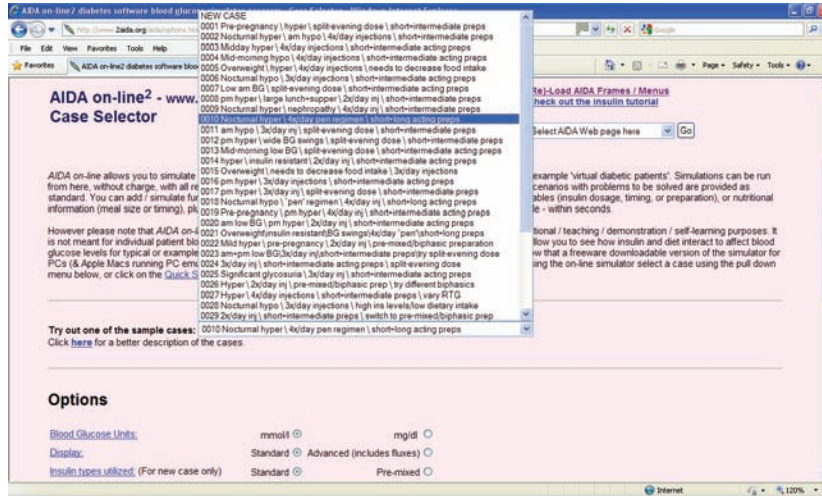 AIDA on-line2 diabetes software blood
NEW CASE
0001 Pre-pregnancy \ hyper \ split-evening dose \ short+intermediate preps
0002 Nocturnal hyper \ am hypo \ 4x/day injections \ short+intermediate preps
0003 Midday hyper \ 4x/day injections \ short+intermediate acting preps
0004 Mid-morning hypo \ 4x/day injections \ short+intermediate preps
0005 Overweight \ hyper \ injections \ needs to decrease food intake
0006 Nocturnal hypo \ 3x/day injections \ short+intermediate preps
0007 Low am BG \ split-evening dose \ short+intermediate preps
0008 pm hyper \ large lunch+supper \ 2x/day inj \ short+intermediate preps
0009 Nocturnal hyper \ nephropathy \ 4x/day inj \ short+intermediate preps
0010 Nocturnal hyper \ 4x/day pen regimen \ short+long acting preps
0011 am hypo \ 3x/day inj \ split-evening dose \ short+intermediate preps
0012 pm hyper \ wide BG swings \ split-evening dose \ short+intermediate preps
0013 Mid-morning low BG \ split-evening dose \ short+intermediate acting preps
0014 hyper \ insulin resistant \ 2x/day inj \ short+intermediate acting preps
0015 Overweight \ needs to decrease food intake \ 3x/day injections
0016 pm hyper \ 3x/day injections \ short+intermediate acting preps
0017 pm hyper \ 3x/day inj \ split-evening dose \ short+intermediate preps
0018 Nocturnal hypo \ 'pen' regimen \ 4x/day inj \ short+long acting preps
0019 Pre-pregnancy \ pm hyper \ 4x/day inj \ short+intermediate acting preps
0020 am low BG \ pm hyper \ 2x/day inj \ short+intermediate acting preps
0021 Overweight\insulin resistant\BG swings\4x/day "pen"\short+long preps
0022 Mild hyper \ pre-pregnancy \ 2x/day inj \ pre-mixed/biphasic preparation
0023 am+pm low BG\3x/day inj\short+intermediate preps\try split-evening dose
0024 3x/day inj \ short+intermediate acting preps \ split-evening dose
0025 Significant glycosuria \ 3x/day inj \ short+intermediate acting preps
0026 Hyper \ 2x/day inj \ pre-mixed/biphasic prep \ try different biphasics
0027 Hyper \ 4x/day injections \ short+intermediate preps \ vary RTG
0028 Nocturnal hypo \ 3x/day injections \ high ins levels/low dietary intake
0029 2x/day inj \ short+intermediate preps \ switch to pre-mixed/biphasic prep
http://www.2aida.org
Google
File Edit View Favorites Tools Help
Favorites AIDA on-line2 diabetes software bloo
Page Safety Tools
AIDA on-line2 - www.
Case Selector
(Re)-Load AIDA Frames / Menus
Check out the insulin tutorial
Select AIDA Web page here Go
AIDA on-line allows you to simulate example 'virtual diabetic patients'. Simulations can be run
from here, without charge, with all re scenarios with problems to be solved are provided as
standard. You can add / simulate fur ables (insulin dosage, timing, or preparation), or nutritional
information (meal size or timing), pl e - within seconds.
However please note that AIDA on-l tional / teaching / demonstration / self-learning purposes. It
is not meant for individual patient blo llow you to see how insulin and diet interact to affect blood
glucose levels for typical or example w that a freeware downloadable version of the simulator for
PCs (& Apple Macs running PC emu ing the on-line simulator select a case using the pull down
menu below, or click on the Quick S
Try out one of the sample cases: 0010 Nocturnal hyper \ 4x/day pen regimen \ short+long acting preps
Click here for a better description of the cases.
Options
Blood Glucose Units: mmol/l mg/dl
Display: Standard Advanced (includes fluxes)
Insulin types utilized: (For new case only) Standard Pre-mixed
Internet 120%